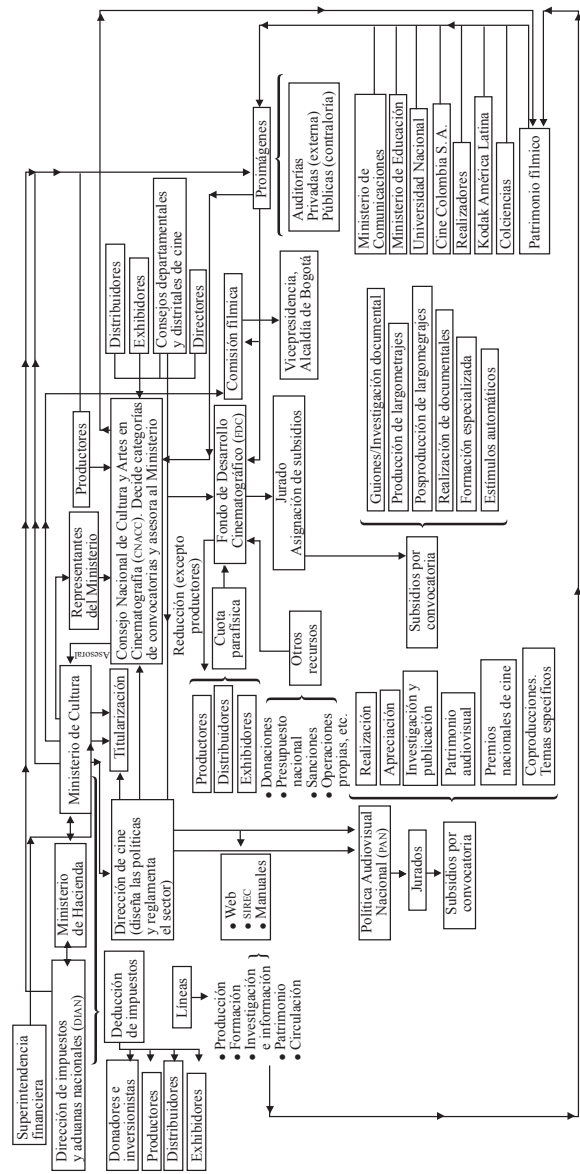 Superintendencia
financiera
Dirección de impuestos
y aduanas nacionales (DIAN)
Ministerio
de Hacienda
Ministerio de Cultura
Asesoral
Representantes
del Ministerio
Productores
Titularización
Deducción
de impuestos
Donadores e
inversionistas
Productores
Distribuidores
Exhibidores
Dirección de cine
(diseña las políticas
y reglamenta
el sector)
Consejo Nacional de Cultura y Artes en
Cinematografía (CNACC). Decide categorías
de convocatorias y asesora al Ministerio
Distribuidores
Exhibidores
Consejos departamentales
y distritales de cine
Directores
Proimágenes
Auditorías
Privadas (externa)
Públicas (contraloría)
Líneas
• Producción
• Formación
• Investigación
e información
• Patrimonio
• Circulación
• Web
• SIREC
• Manuales
Reducción (excepto
productores)
Productores
Distribuidores
Exhibidores
Cuota
parafísica
Fondo de Desarrollo
Cinematográfico (FDC)
Comisión fílmica
Vicepresidencia,
Alcaldía de Bogotá
• Donaciones
• Presupuesto
nacional
• Sanciones
• Operaciones
propias, etc.
Otros
recursos
Jurado
Asignación de subsidios
Política Audiovisual
Nacional (PAN)
Jurados
Subsidios por
convocatoria
Realización
Apreciación
Investigación y
publicación
Patrimonio
audiovisual
Premios
nacionales de cine
Coproducciones.
Temas específicos
Subsidios por
convocatoria
Guiones/Investigación documental
Producción de largometrajes
Posproducción de largomegrajes
Realización de documentales
Formación especializada
Estímulos automáticos
Ministerio de
Comunicaciones
Ministerio de Educación
Universidad Nacional
Cine Colombia S. A.
Realizadores
Kodak América Latina
Colciencias
Patrimonio fílmico